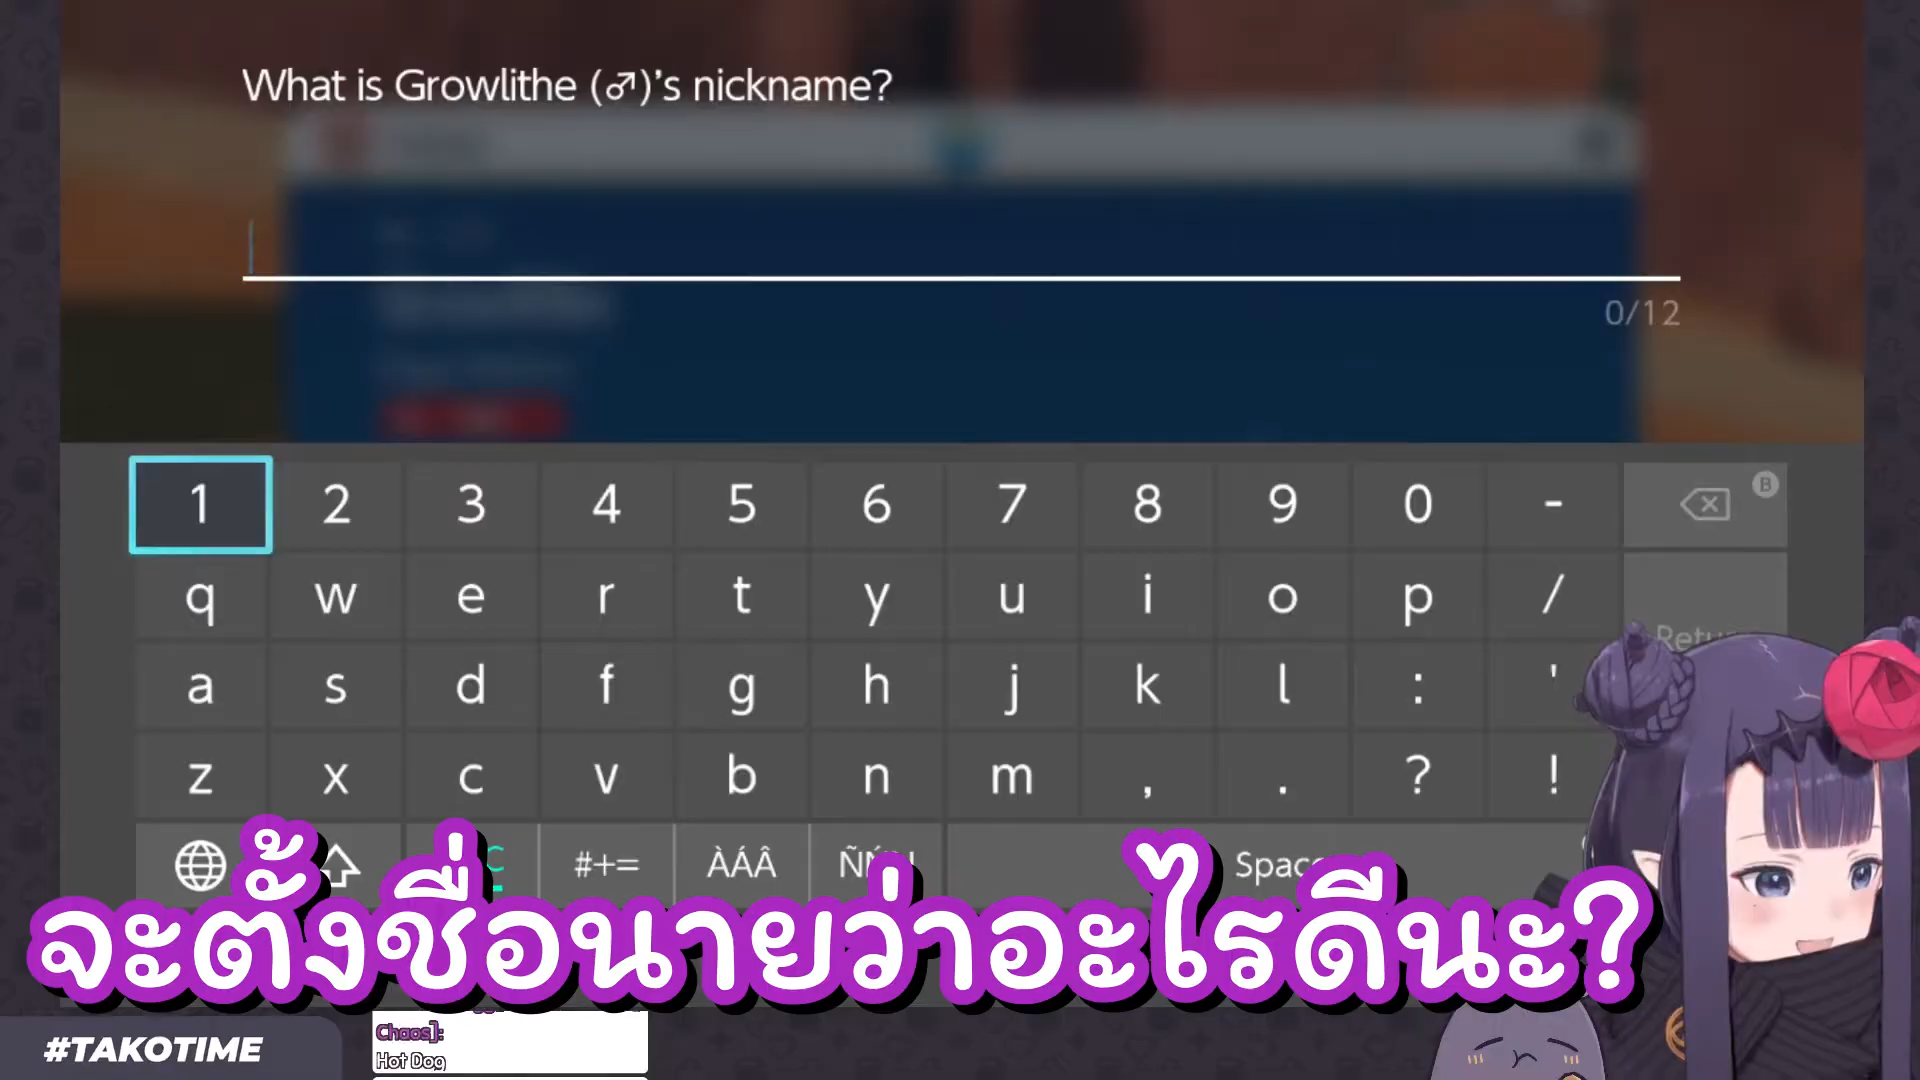 What is Growlithe (♂)'s nickname?
0/12
1 2 3 4 5 6 7 8 9 0 -
B
q w e r t y u i o p /
a s d f g h j k l : '
z x c v b n m , . ? !
#+= ÀÁÂ
จะตั้งชื่อนายว่าอะไรดีนะ?
#TAKOTIME
Chaos]:
Hot Dog